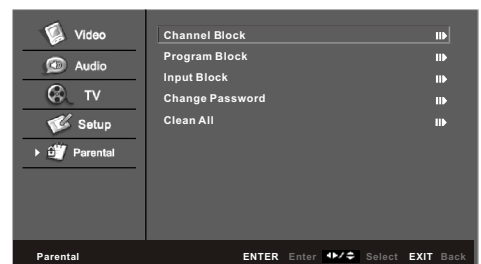 Video
Audio
TV
Setup
Parental
Channel Block
Program Block
Input Block
Change Password
Clean All
Parental ENTER Enter Select EXIT Back